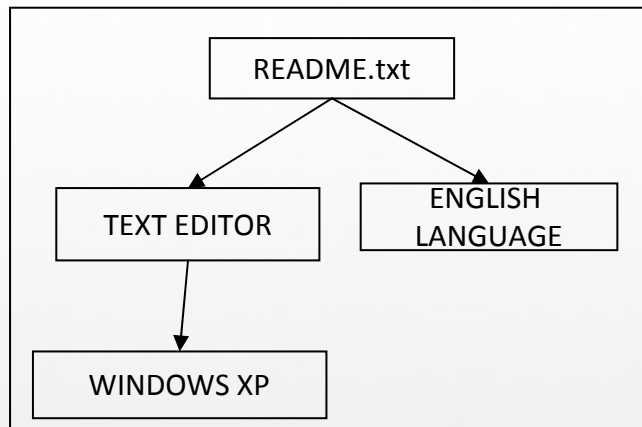 README.txt
TEXT EDITOR
ENGLISH
LANGUAGE
WINDOWS XP